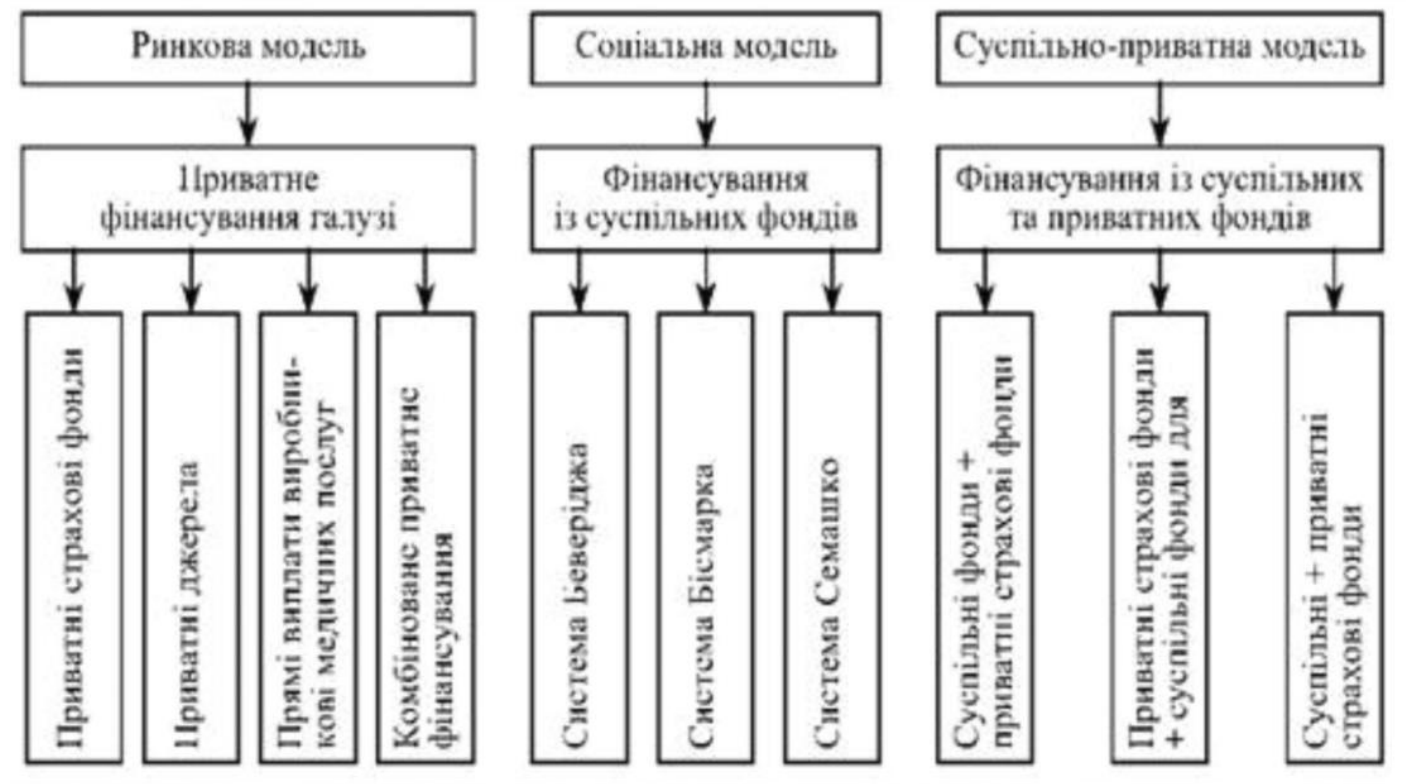 Ринкова модель
Соціальна модель
Суспільно-приватна модель
Приватне
фінансування галузі
Фінансування
із суспільних фондів
Фінансування із суспільних
та приватних фондів
Приватні страхові фонди
Приватні джерела
Прямі виплати виробни-
кові медичних послуг
Комбіноване приватне
фінансування
Система Беверіджа
Система Бісмарка
Система Семашко
Суспільні фонди +
приватні страхові фонди
Приватні страхові фонди
+ суспільні фонди для
Суспільні + приватні
страхові фонди